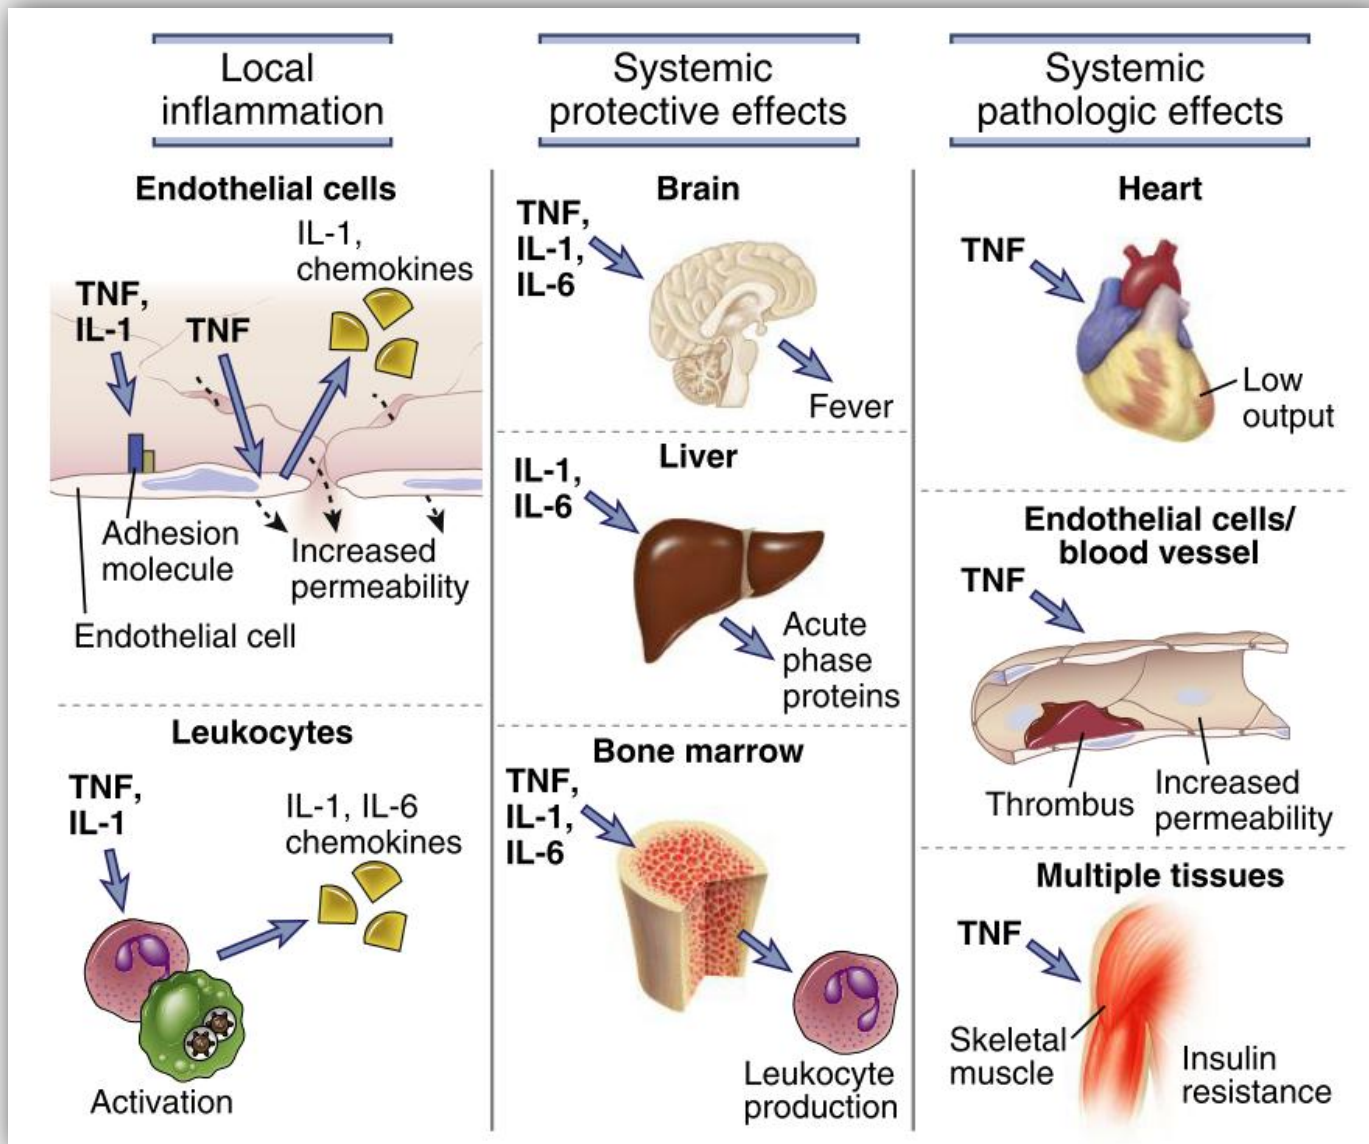 Local
inflammation
Endothelial cells
IL-1,
chemokines
TNF,
IL-1
TNF
Adhesion
molecule
Increased
permeability
Endothelial cell
Leukocytes
TNF,
IL-1
IL-1, IL-6
chemokines
Activation
Systemic
protective effects
Brain
TNF,
IL-1,
IL-6
Fever
Liver
IL-1,
IL-6
Acute
phase
proteins
Bone marrow
TNF,
IL-1,
IL-6
Leukocyte
production
Systemic
pathologic effects
Heart
TNF
Low
output
Endothelial cells/
blood vessel
TNF
Thrombus
Increased
permeability
Multiple tissues
TNF
Skeletal
muscle
Insulin
resistance